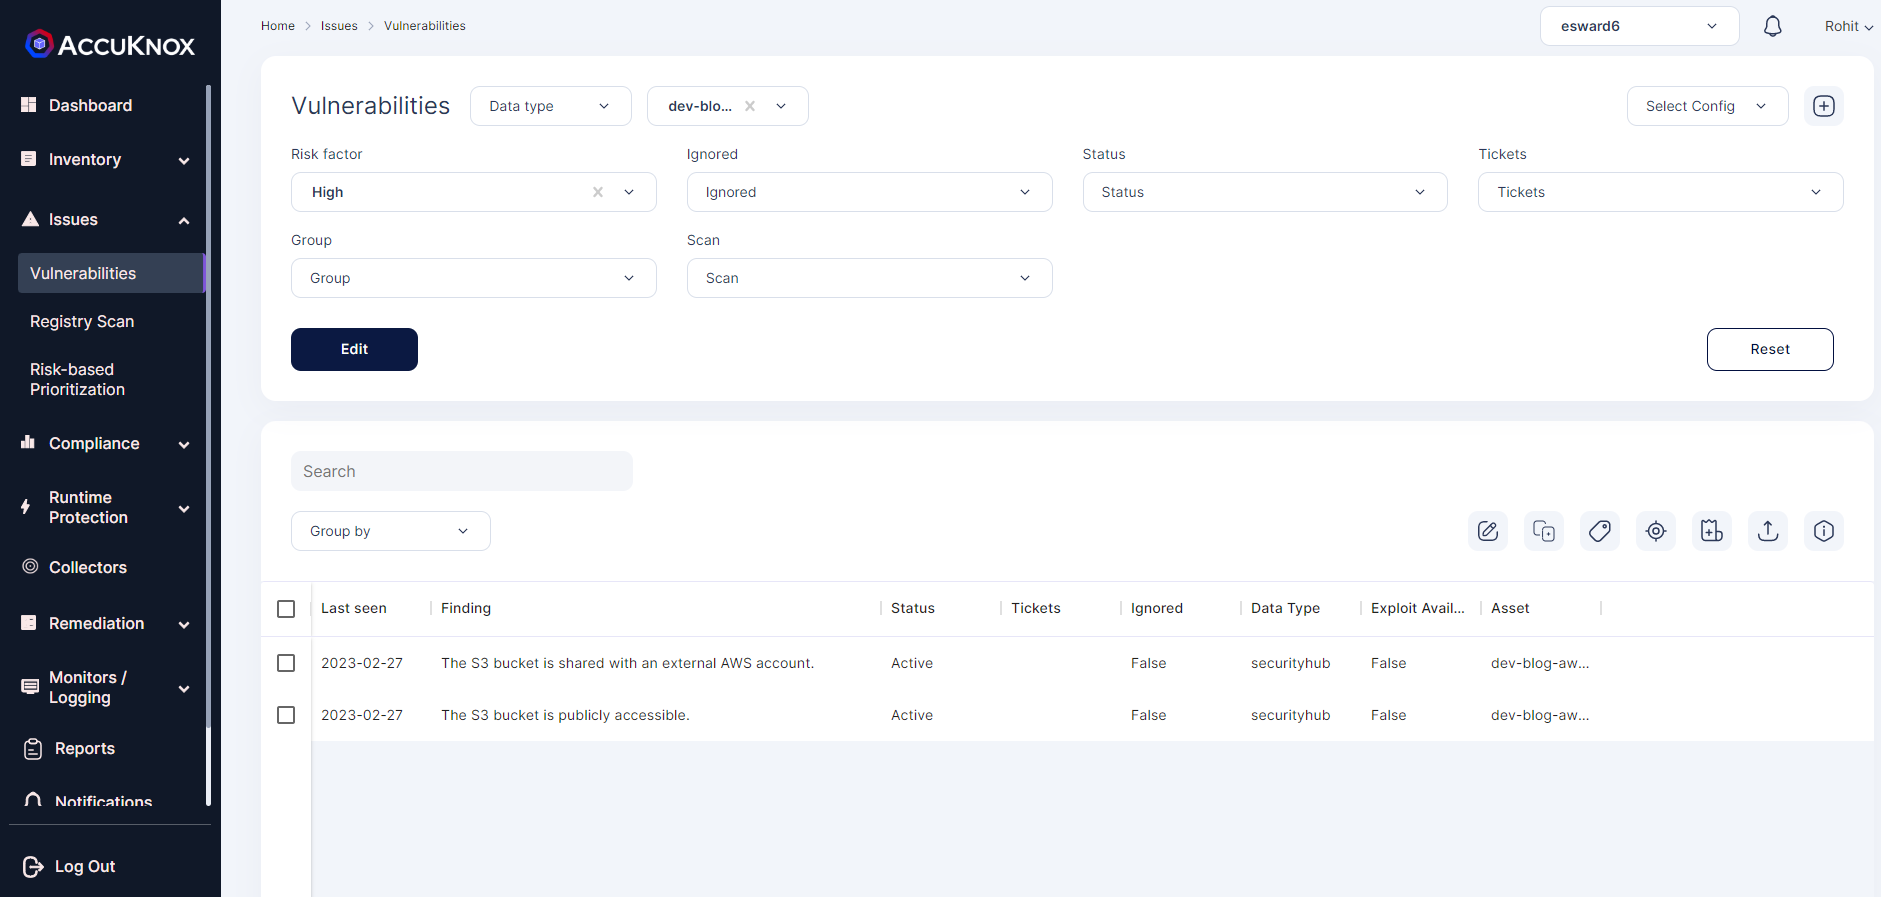 ACCUKNOX
Dashboard
Inventory
Issues
Vulnerabilities
Registry Scan
Risk-based
Prioritization
Compliance
Runtime
Protection
Collectors
Remediation
Monitors /
Logging
Reports
Notifications
Log Out
Home > Issues > Vulnerabilities
esward6
Rohit
Vulnerabilities
Data type
dev-blo...
Select Config
Risk factor
Ignored
Status
Tickets
High
Ignored
Status
Tickets
Group
Scan
Group
Scan
Edit
Reset
Search
Group by
Last seen Finding Status Tickets Ignored Data Type Exploit Avail... Asset
2023-02-27 The S3 bucket is shared with an external AWS account. Active False securityhub False dev-blog-aw...
2023-02-27 The S3 bucket is publicly accessible. Active False securityhub False dev-blog-aw...